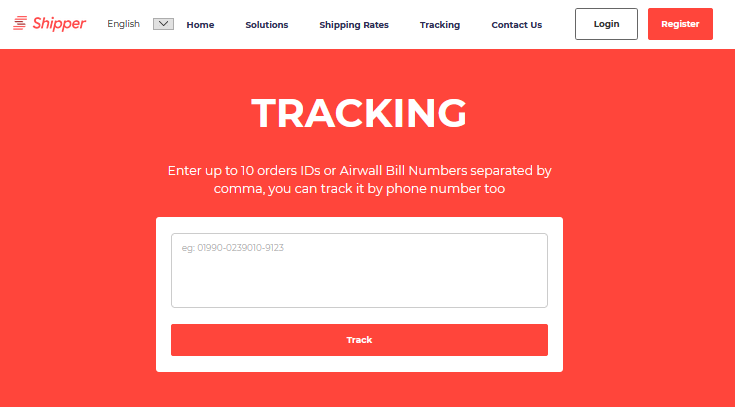 Shipper
English
Home
Solutions
Shipping Rates
Tracking
Contact Us
Login
Register
TRACKING
Enter up to 10 orders IDs or Airwall Bill Numbers separated by
comma, you can track it by phone number too
eg: 01990-0239010-9123
Track